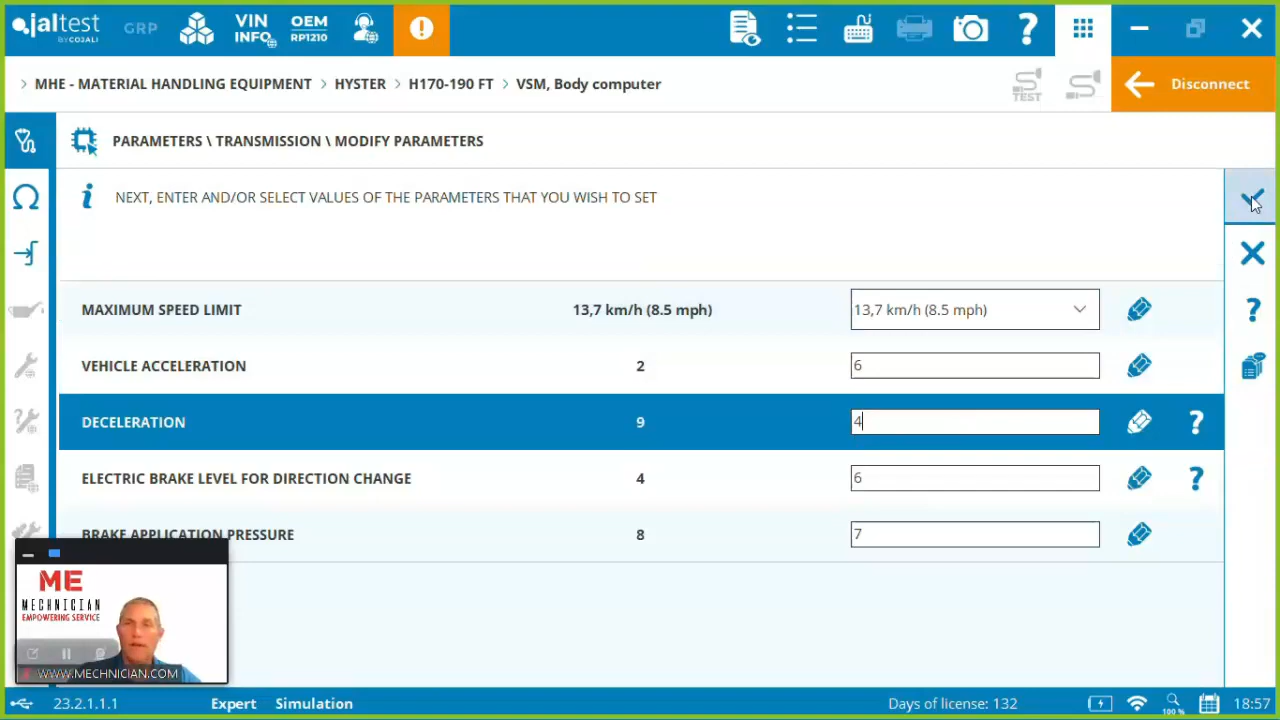 jaltest
BY COJALI
GRP
VIN
INFO
OEM
RP1210
> MHE - MATERIAL HANDLING EQUIPMENT > HYSTER > H170-190 FT > VSM, Body computer
TEST
Disconnect
PARAMETERS \ TRANSMISSION \ MODIFY PARAMETERS
NEXT, ENTER AND/OR SELECT VALUES OF THE PARAMETERS THAT YOU WISH TO SET
MAXIMUM SPEED LIMIT 13,7 km/h (8.5 mph) 13,7 km/h (8.5 mph)
VEHICLE ACCELERATION 2 6
DECELERATION 9 4 ?
ELECTRIC BRAKE LEVEL FOR DIRECTION CHANGE 4 6 ?
BRAKE APPLICATION PRESSURE 8 7
ME
MECHNICIAN
EMPOWERING SERVICE
WWW.MECHNICIAN.COM
23.2.1.1.1 Expert Simulation Days of license: 132 100 % 18:57